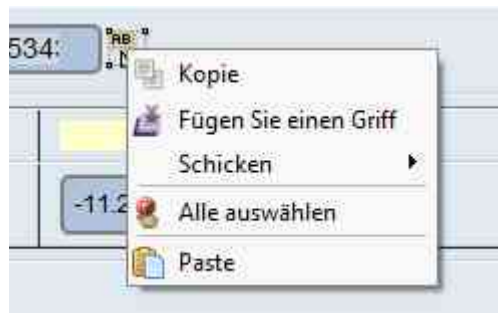 534:
AB
Kopie
Fügen Sie einen Griff
Schicken
Alle auswählen
-11.2
Paste